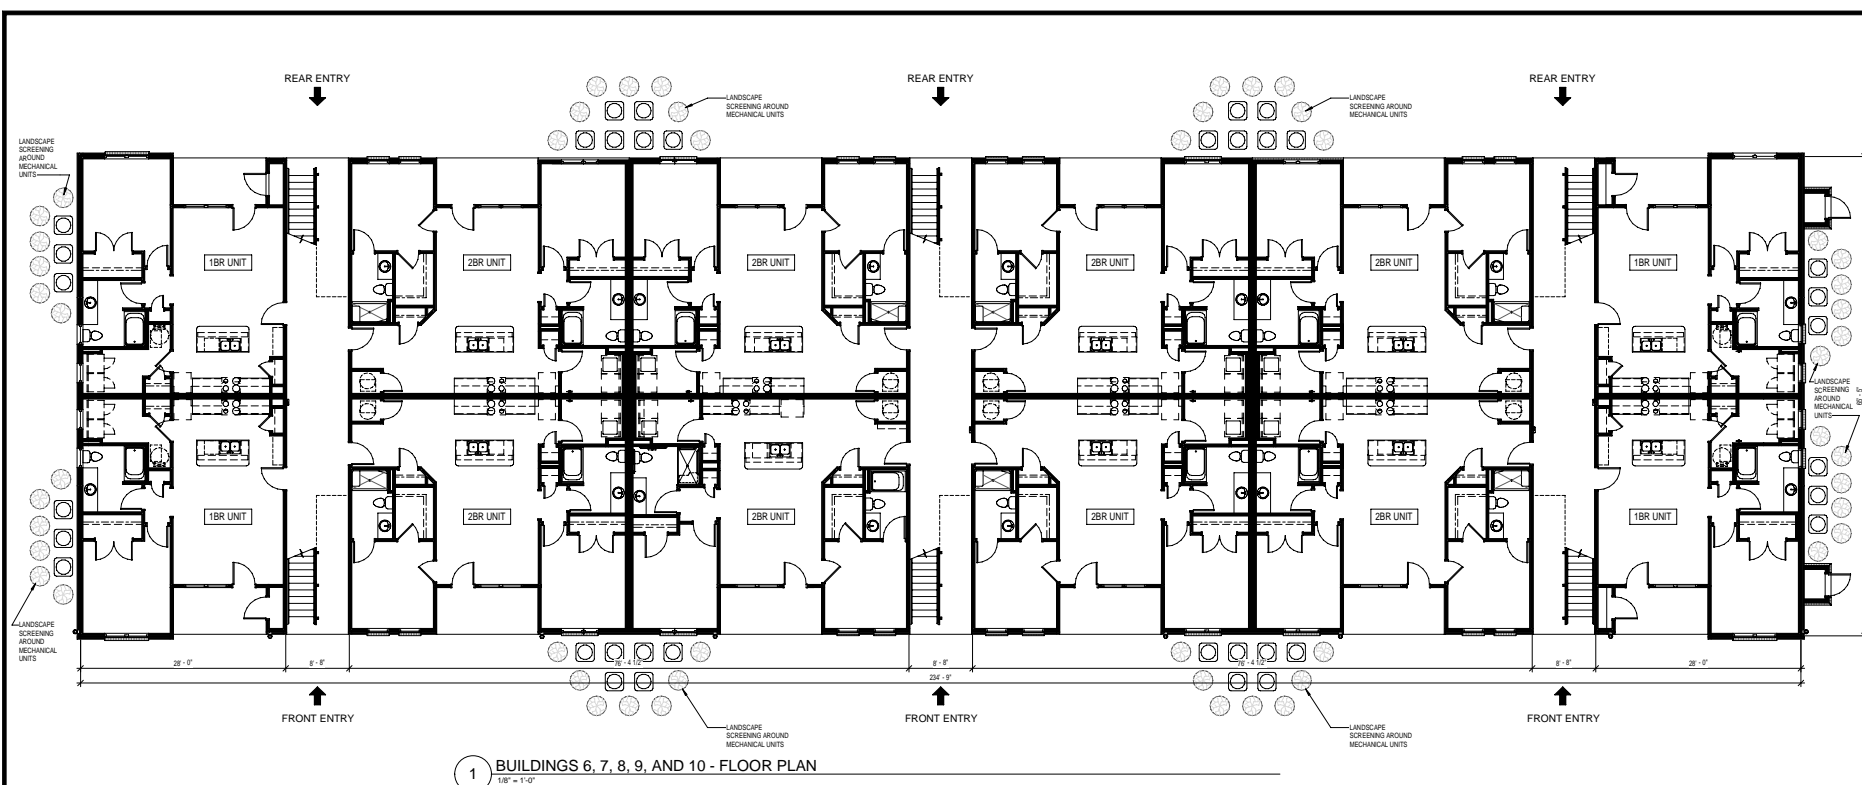 REAR ENTRY
REAR ENTRY
REAR ENTRY
LANDSCAPE
SCREENING AROUND
MECHANICAL UNITS
LANDSCAPE
SCREENING AROUND
MECHANICAL UNITS
LANDSCAPE
SCREENING
AROUND
MECHANICAL
UNITS
1BR UNIT
2BR UNIT
2BR UNIT
2BR UNIT
2BR UNIT
1BR UNIT
LANDSCAPE
SCREENING
AROUND
MECHANICAL
UNITS
1BR UNIT
2BR UNIT
2BR UNIT
2BR UNIT
2BR UNIT
1BR UNIT
LANDSCAPE
SCREENING
AROUND
MECHANICAL
UNITS
28' - 0"
8' - 8"
76' - 4 1/2"
8' - 8"
76' - 4 1/2"
8' - 8"
28' - 0"
234' - 9"
FRONT ENTRY
FRONT ENTRY
FRONT ENTRY
LANDSCAPE
SCREENING AROUND
MECHANICAL UNITS
LANDSCAPE
SCREENING AROUND
MECHANICAL UNITS
1
BUILDINGS 6, 7, 8, 9, AND 10 - FLOOR PLAN
1/8" = 1'-0"